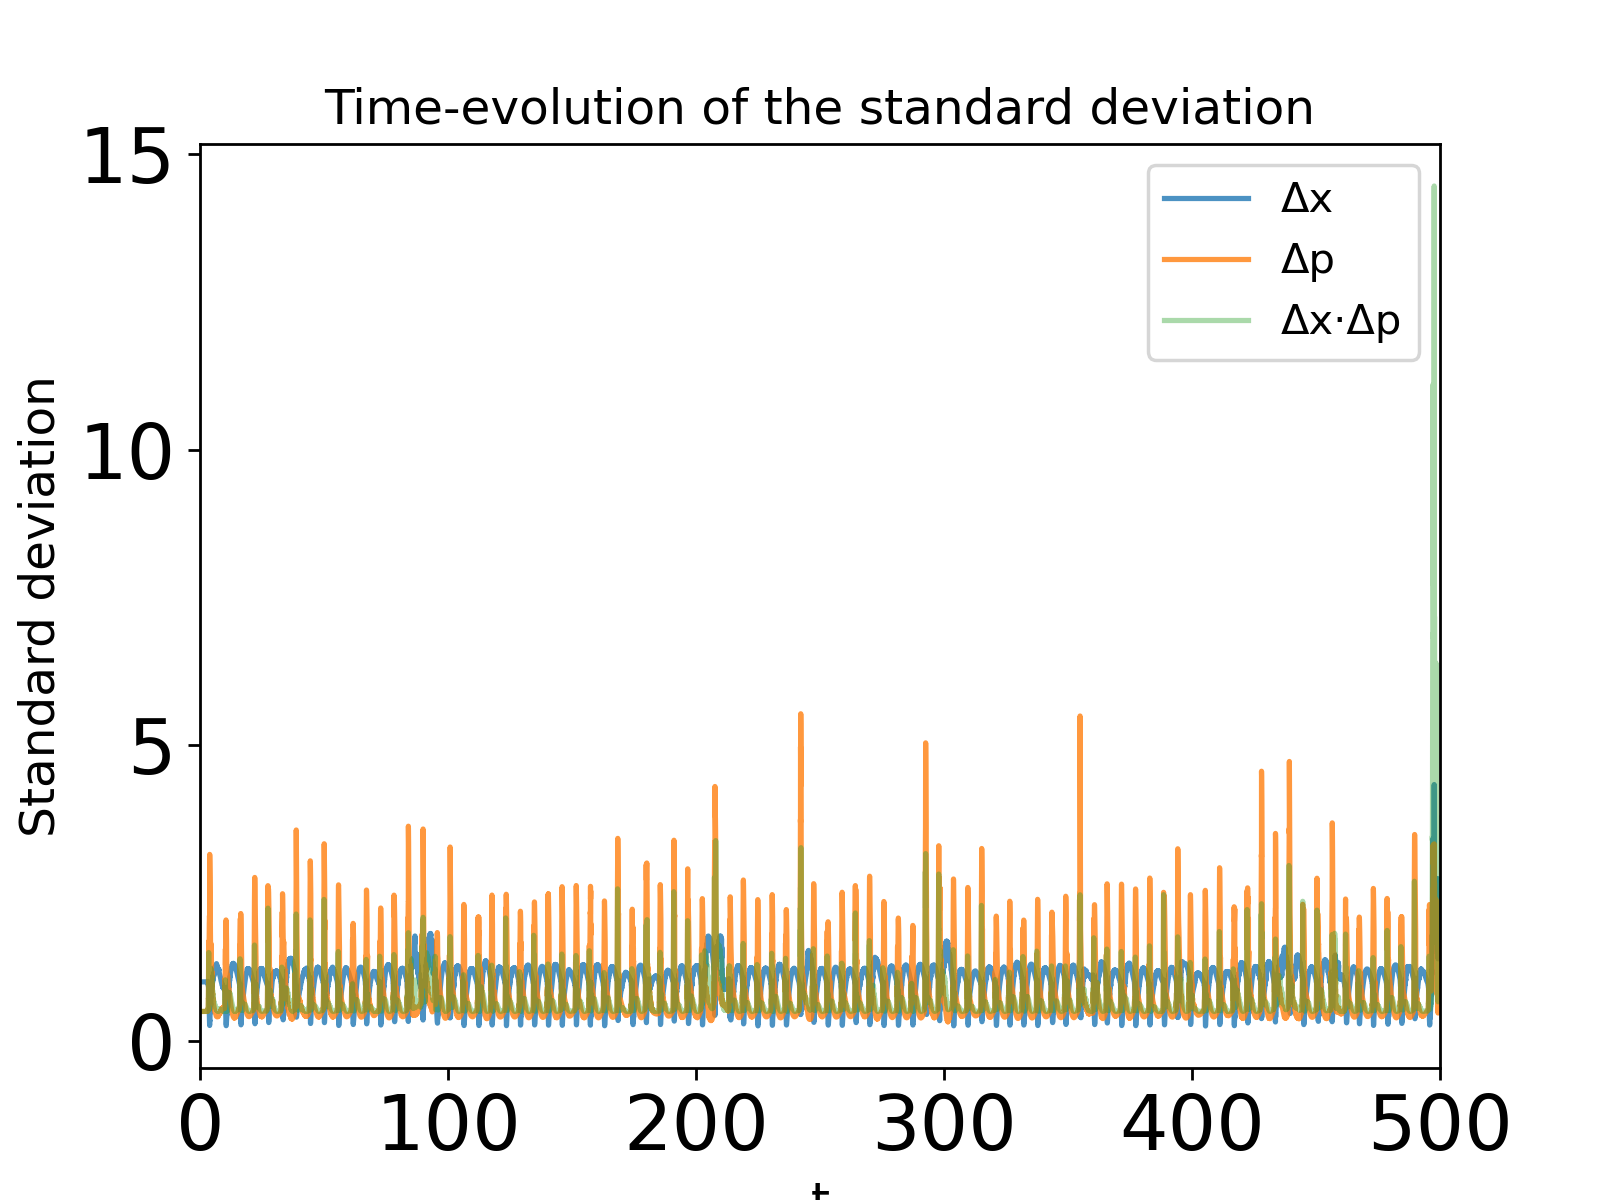 Time-evolution of the standard deviation
Standard deviation
15
10
5
0
Δx
Δp
Δx·Δp
0 100 200 300 400 500
t